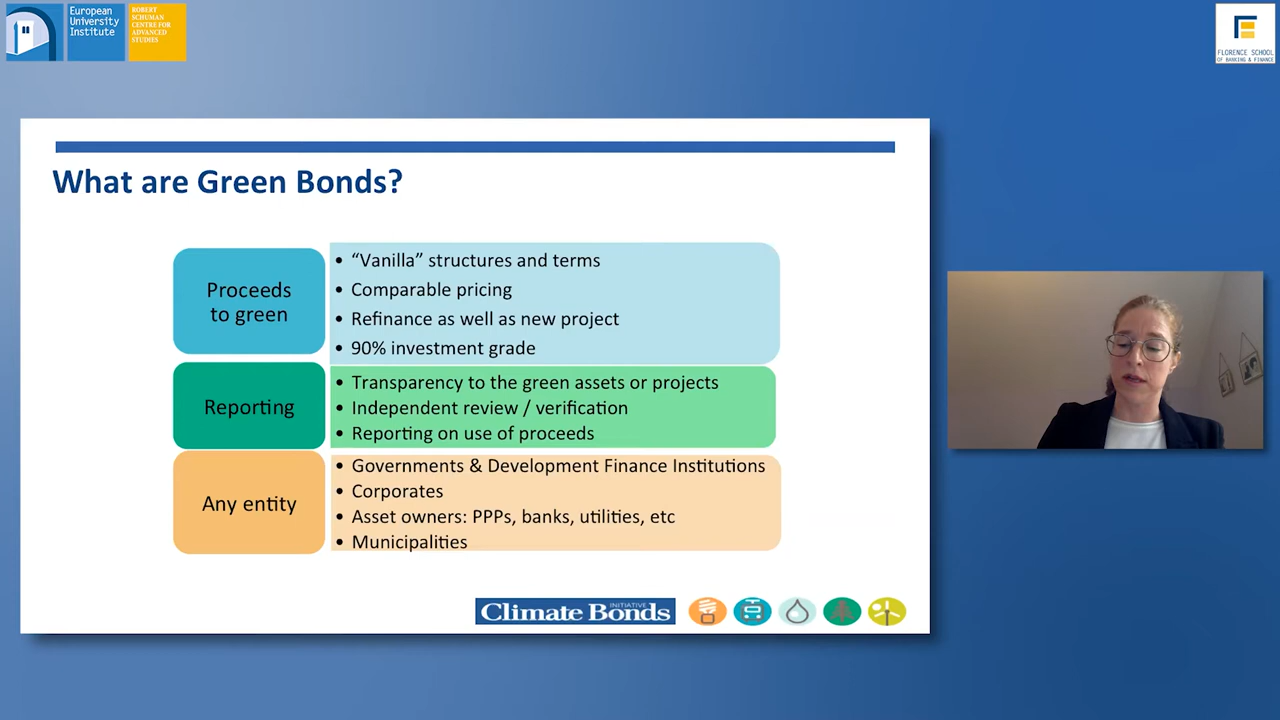 European
University
Institute
ROBERT
SCHUMAN
CENTRE FOR
ADVANCED
STUDIES
FLORENCE SCHOOL
OF BANKING & FINANCE
What are Green Bonds?
Proceeds
to green
• “Vanilla” structures and terms
• Comparable pricing
• Refinance as well as new project
• 90% investment grade
Reporting
• Transparency to the green assets or projects
• Independent review / verification
• Reporting on use of proceeds
Any entity
• Governments & Development Finance Institutions
• Corporates
• Asset owners: PPPs, banks, utilities, etc
• Municipalities
Climate Bonds
INITIATIVE